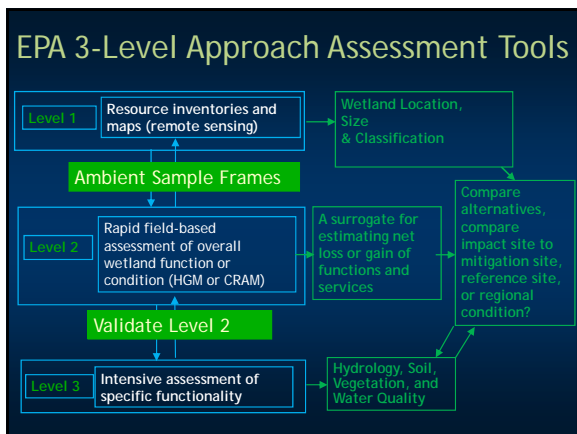 EPA 3-Level Approach Assessment Tools
Level 1
Resource inventories and
maps (remote sensing)
Wetland Location,
Size
& Classification
Ambient Sample Frames
Level 2
Rapid field-based
assessment of overall
wetland function or
condition (HGM or CRAM)
A surrogate for
estimating net
loss or gain of
functions and
services
Compare
alternatives,
compare
impact site to
mitigation site,
reference site,
or regional
condition?
Validate Level 2
Level 3
Intensive assessment of
specific functionality
Hydrology, Soil,
Vegetation, and
Water Quality